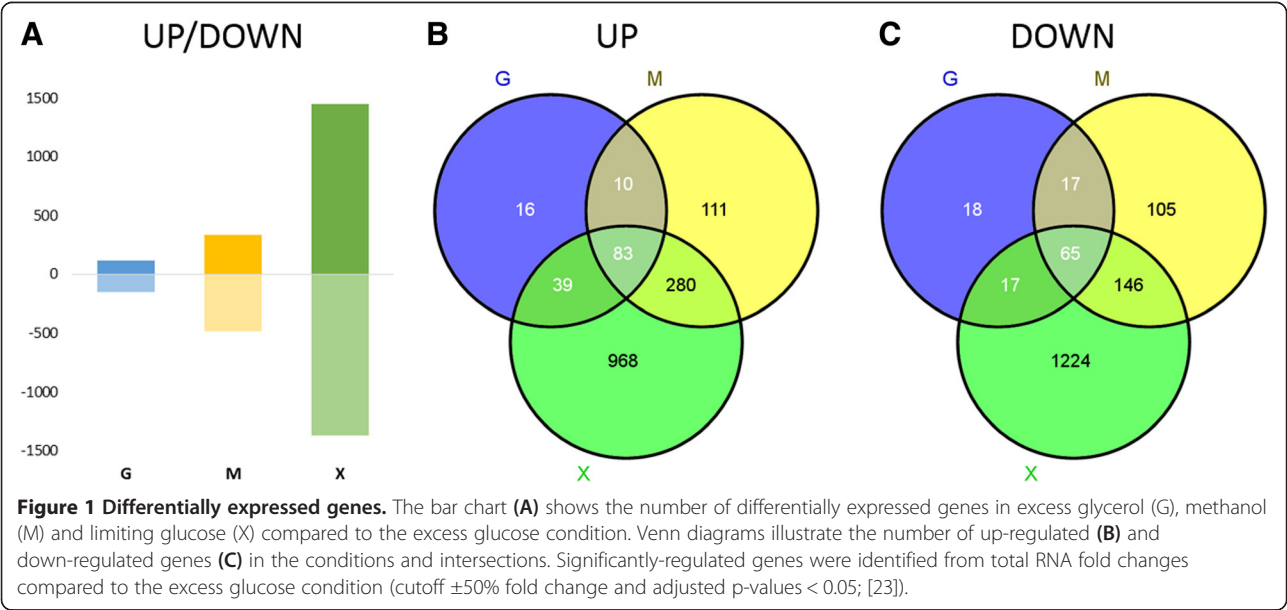 A
UP/DOWN
1500
1000
500
0
-500
-1000
-1500
G
M
X
B
UP
G
M
10
16
111
83
39
280
968
X
C
DOWN
G
M
17
18
105
65
17
146
1224
X
Figure 1 Differentially expressed genes. The bar chart (A) shows the number of differentially expressed genes in excess glycerol (G), methanol
(M) and limiting glucose (X) compared to the excess glucose condition. Venn diagrams illustrate the number of up-regulated (B) and
down-regulated genes (C) in the conditions and intersections. Significantly-regulated genes were identified from total RNA fold changes
compared to the excess glucose condition (cutoff ±50% fold change and adjusted p-values < 0.05; [23]).